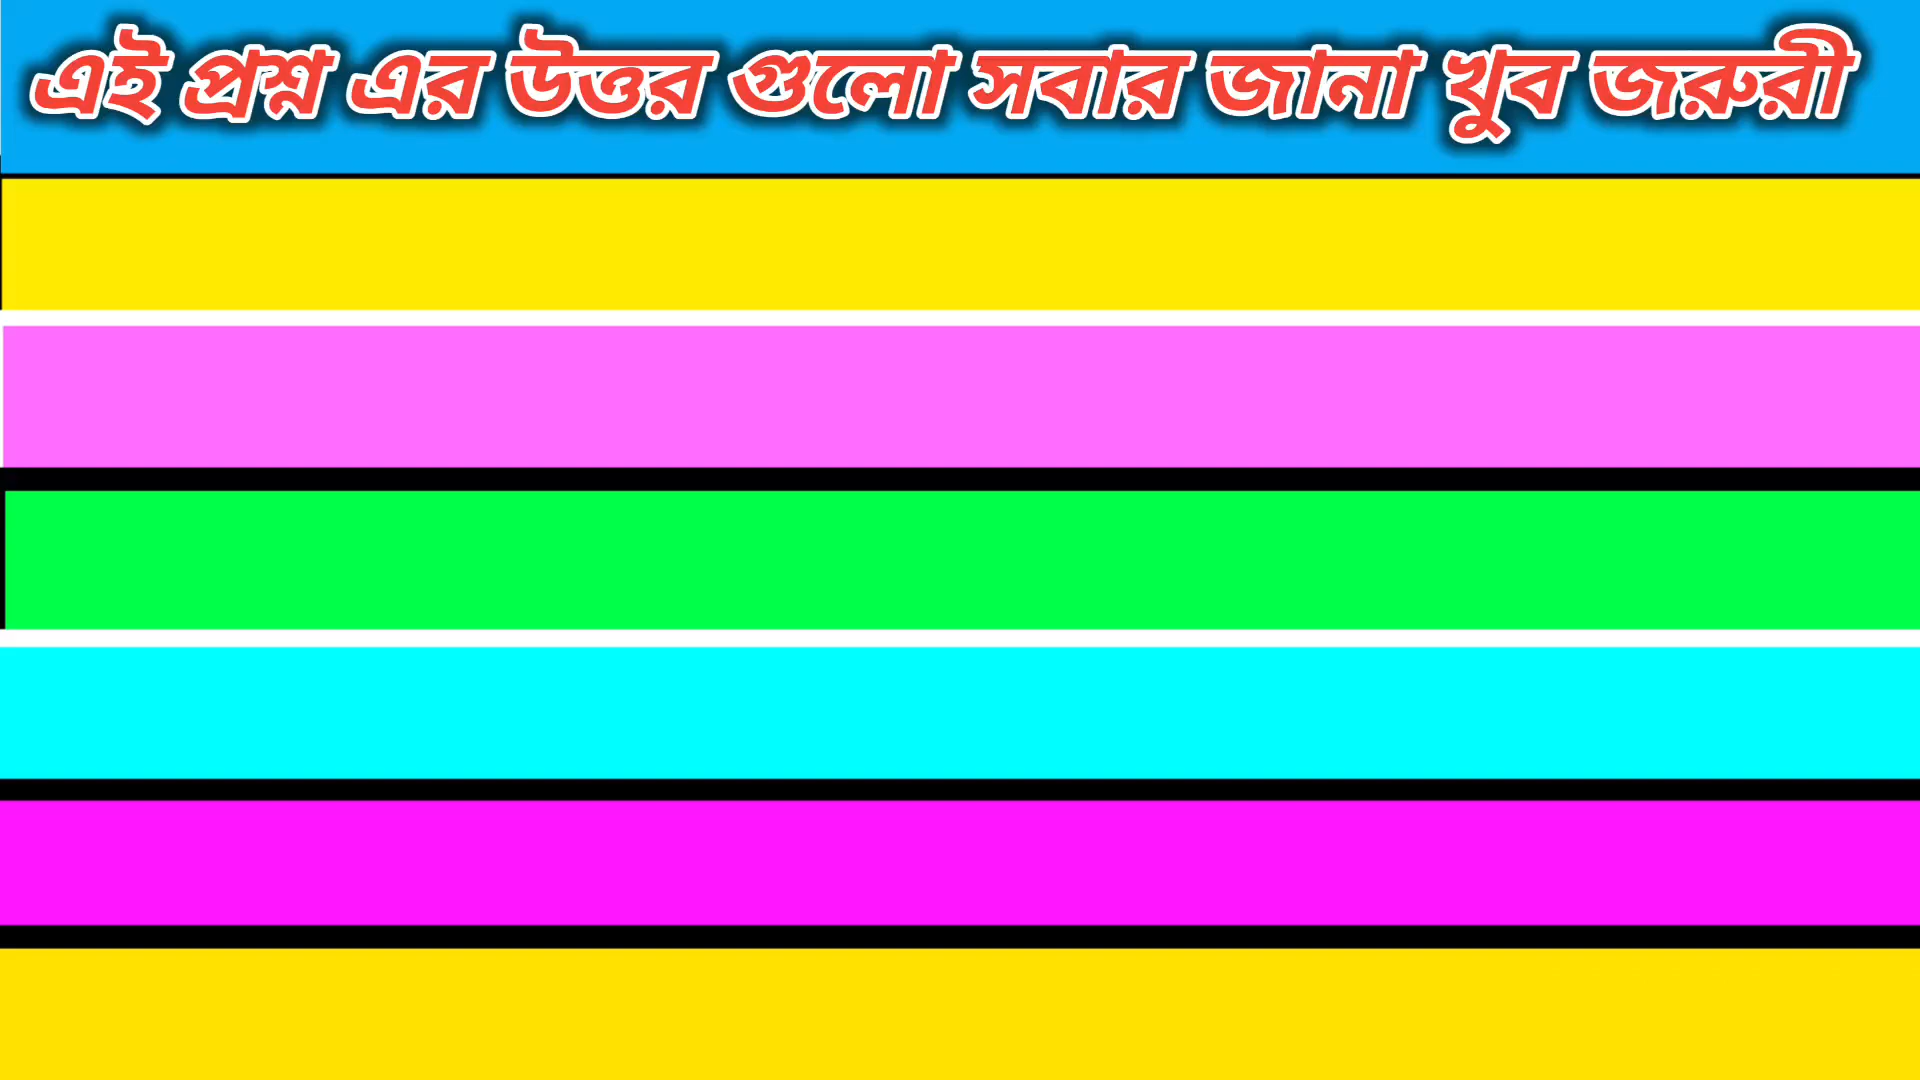 এই প্রশ্ন এর উত্তর গুলো সবার জানা খুব জরুরী